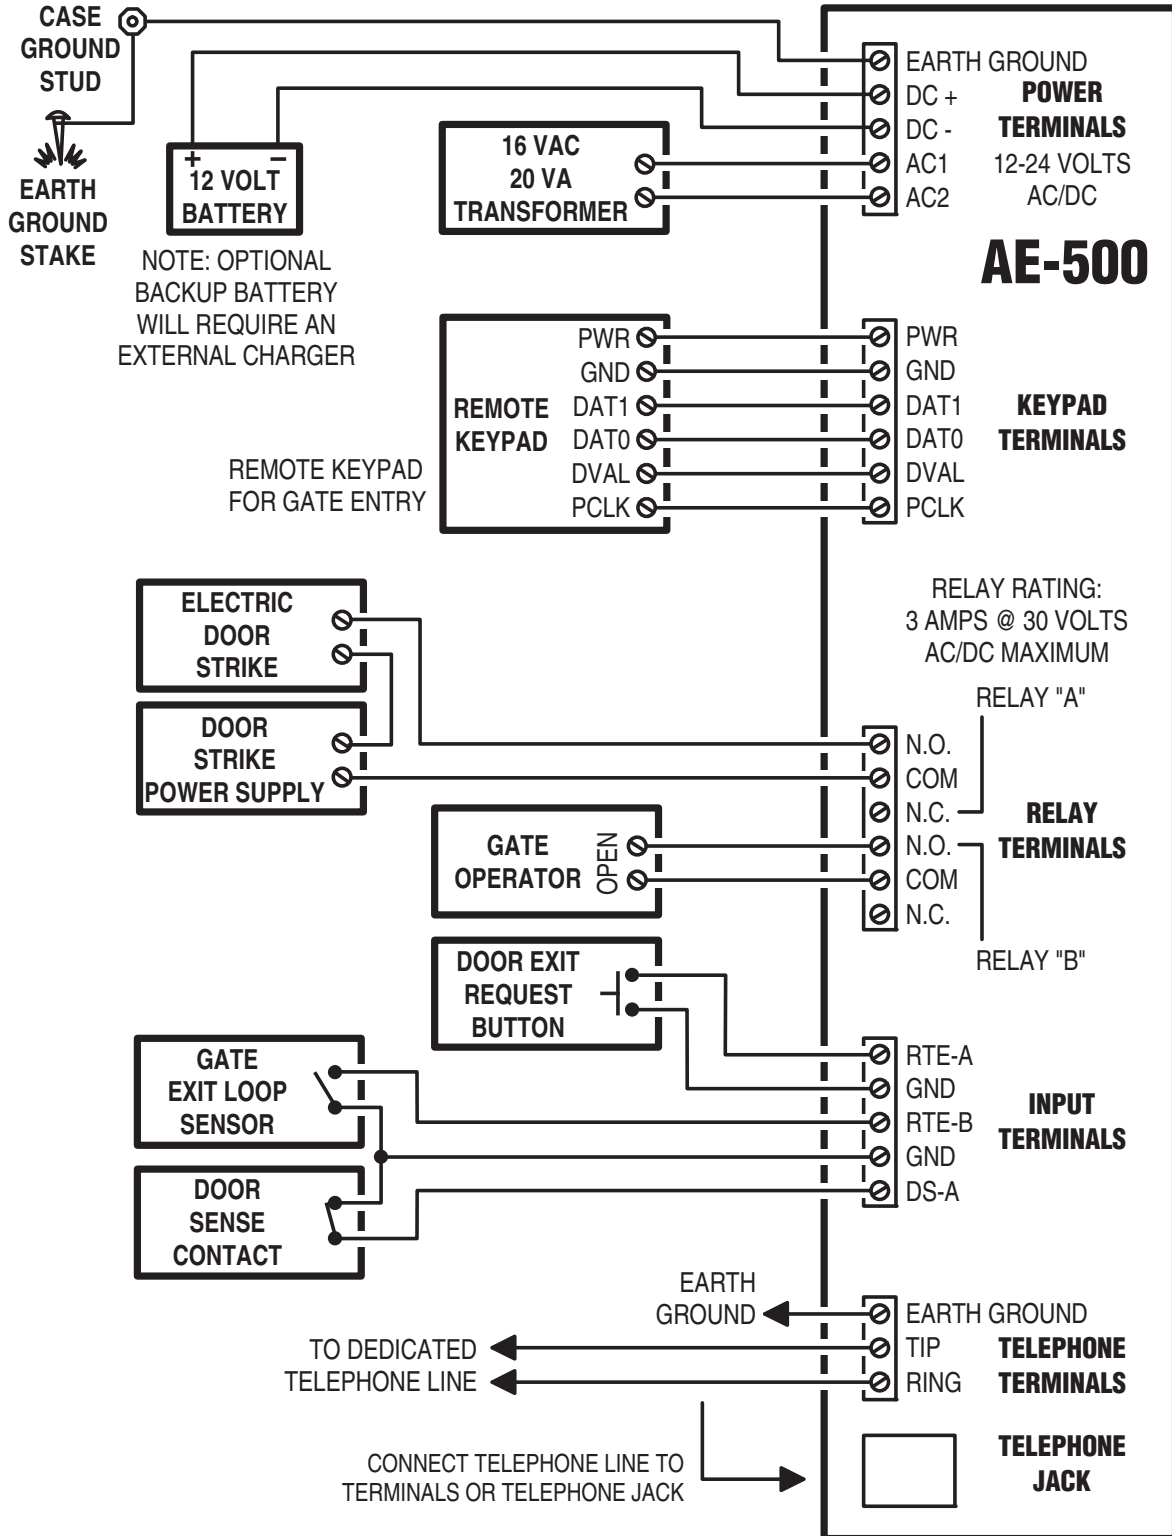 CASE
GROUND
STUD
EARTH
GROUND
STAKE
+ –
12 VOLT
BATTERY
NOTE: OPTIONAL
BACKUP BATTERY
WILL REQUIRE AN
EXTERNAL CHARGER
16 VAC
20 VA
TRANSFORMER
EARTH GROUND
DC +
DC -
AC1
AC2
POWER
TERMINALS
12-24 VOLTS
AC/DC
AE-500
REMOTE
KEYPAD
PWR
GND
DAT1
DAT0
DVAL
PCLK
REMOTE KEYPAD
FOR GATE ENTRY
PWR
GND
DAT1
DAT0
DVAL
PCLK
KEYPAD
TERMINALS
RELAY RATING:
3 AMPS @ 30 VOLTS
AC/DC MAXIMUM
RELAY "A"
ELECTRIC
DOOR
STRIKE
DOOR
STRIKE
POWER SUPPLY
GATE
OPERATOR
OPEN
N.O.
COM
N.C.
N.O.
COM
N.C.
RELAY
TERMINALS
RELAY "B"
DOOR EXIT
REQUEST
BUTTON
GATE
EXIT LOOP
SENSOR
DOOR
SENSE
CONTACT
RTE-A
GND
RTE-B
GND
DS-A
INPUT
TERMINALS
EARTH
GROUND
TO DEDICATED
TELEPHONE LINE
EARTH GROUND
TIP
RING
TELEPHONE
TERMINALS
CONNECT TELEPHONE LINE TO
TERMINALS OR TELEPHONE JACK
TELEPHONE
JACK